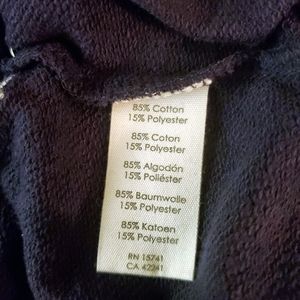 85% Cotton
15% Polyester
85% Coton
15% Polyester
85% Algodón
15% Poliéster
85% Baumwolle
15% Polyester
85% Katoen
15% Polyester
RN 15741
CA 42241